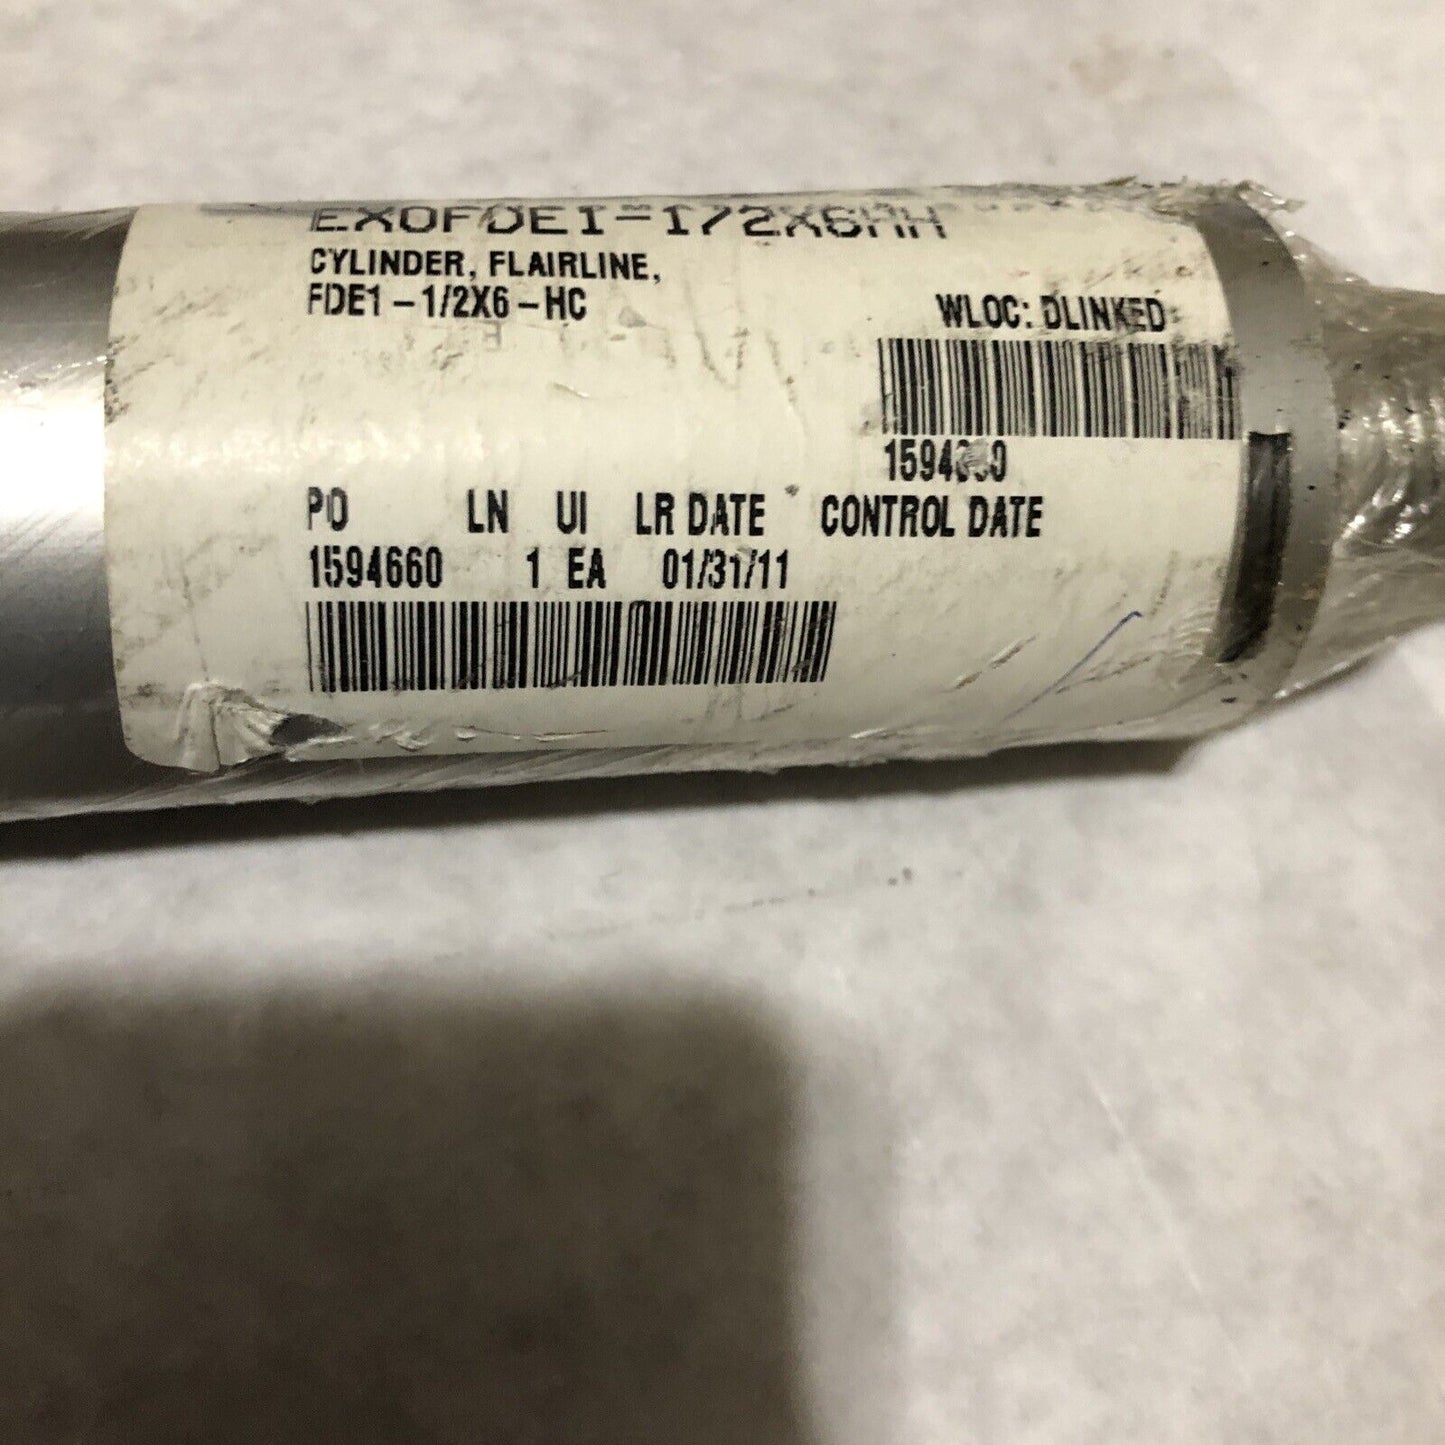 EXOFDE1-1/2X6HH
CYLINDER, FLAIRLINE,
FDE1-1/2X6-HC
WLOC: DLINKED
PO LN UI LR DATE CONTROL DATE
1594660 1 EA 01/31/11